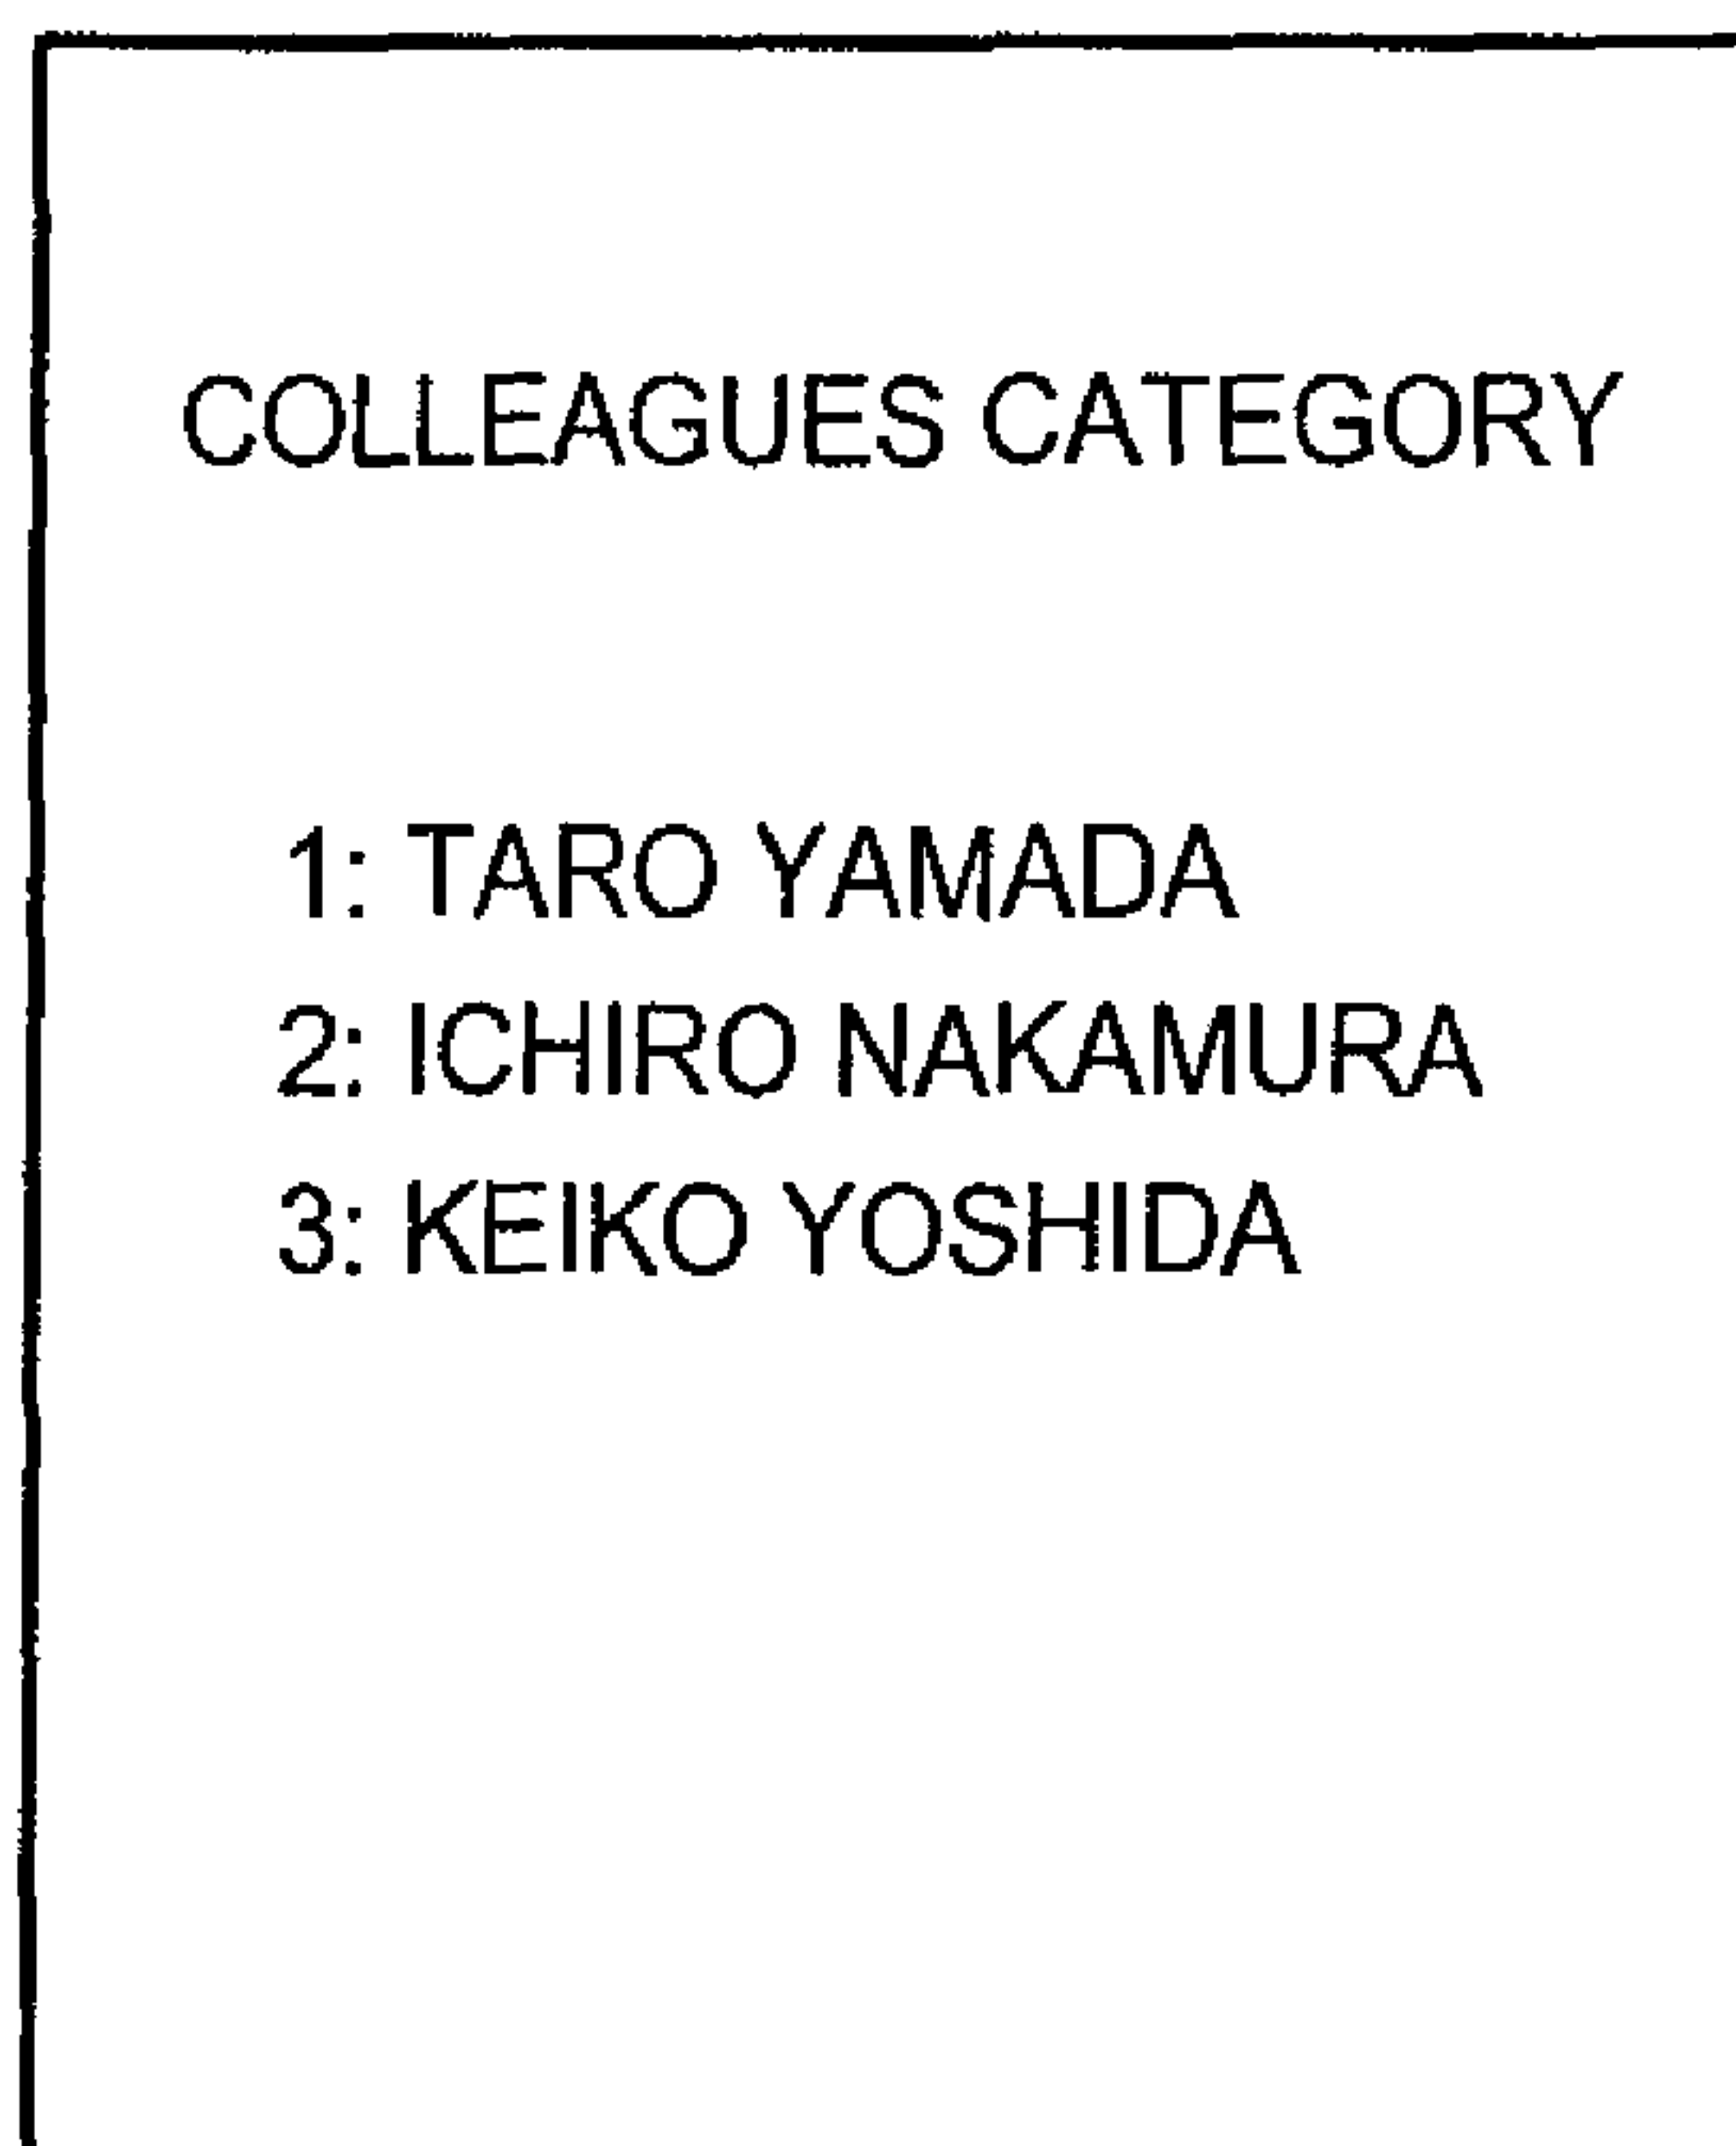 COLLEAGUES CATEGORY
1: TARO YAMADA
2: ICHIRO NAKAMURA
3: KEIKO YOSHIDA